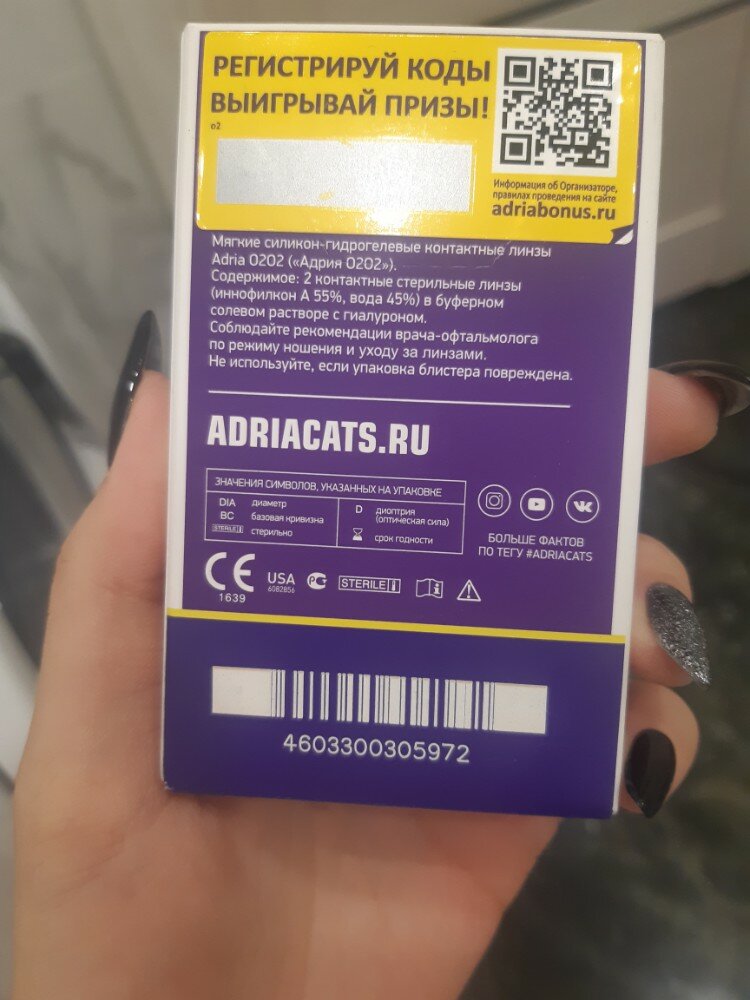 РЕГИСТРИРУЙ КОДЫ
ВЫИГРЫВАЙ ПРИЗЫ!
о2
Информация об Организаторе,
правилах проведения на сайте
adriabonus.ru
Мягкие силикон-гидрогелевые контактные линзы
Adria O2O2 («Адрия О2О2»).
Содержимое: 2 контактные стерильные линзы
(иннофилкон А 55%, вода 45%) в буферном
солевом растворе с гиалуроном.
Соблюдайте рекомендации врача-офтальмолога
по режиму ношения и уходу за линзами.
Не используйте, если упаковка блистера повреждена.
ADRIACATS.RU
ЗНАЧЕНИЯ СИМВОЛОВ, УКАЗАННЫХ НА УПАКОВКЕ
DIA диаметр
BC базовая кривизна
STERILE стерильно
D диоптрия
(оптическая сила)
срок годности
БОЛЬШЕ ФАКТОВ
ПО ТЕГУ #ADRIACATS
CE
1639
USA
6082856
STERILE
4603300305972